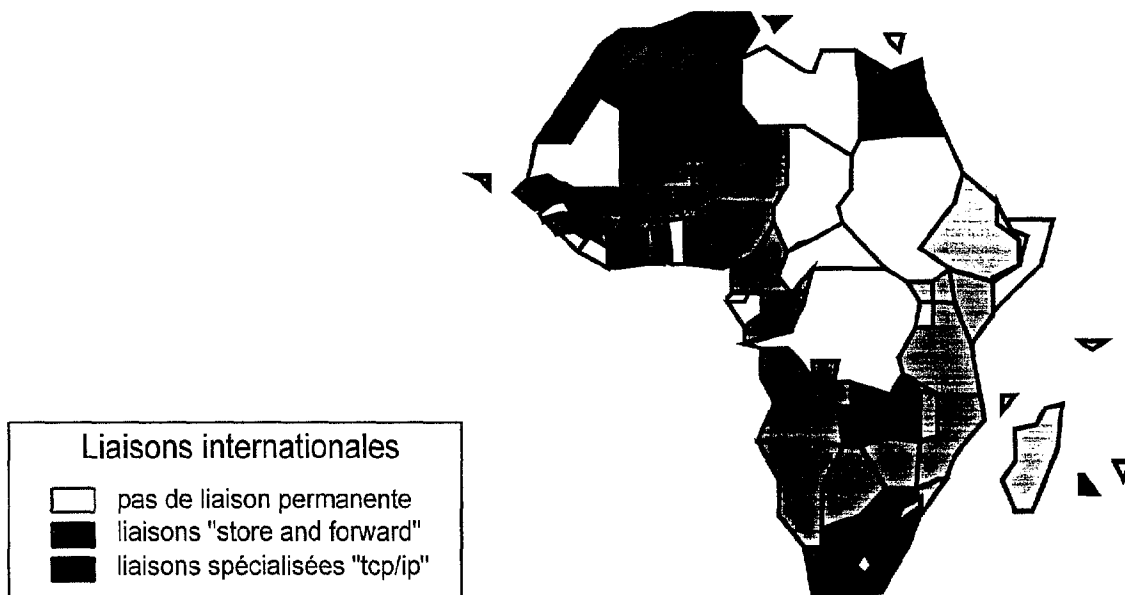 Liaisons internationales
pas de liaison permanente
liaisons "store and forward"
liaisons spécialisées "tcp/ip"